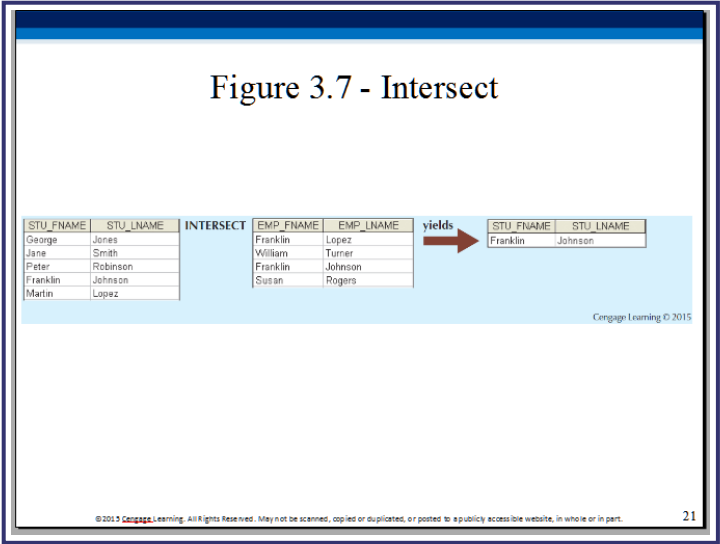 Figure 3.7 - Intersect
STU_FNAME STU_LNAME INTERSECT EMP_FNAME EMP_LNAME yields STU_FNAME STU_LNAME
George Jones Franklin Lopez Franklin Johnson
Jane Smith William Turner
Peter Robinson Franklin Johnson
Franklin Johnson Susan Rogers
Martin Lopez
Cengage Learning © 2015
©2015 Cengage Learning. All Rights Reserved. May not be scanned, copied or duplicated, or posted to a publicly accessible website, in whole or in part. 21